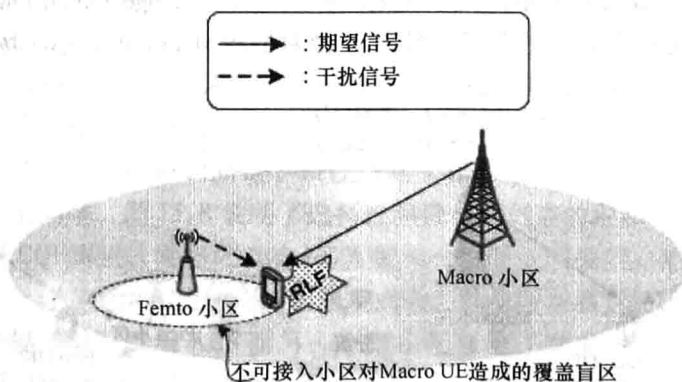 ：期望信号
：干扰信号
RLF
Macro 小区
Femto 小区
不可接入小区对Macro UE造成的覆盖盲区